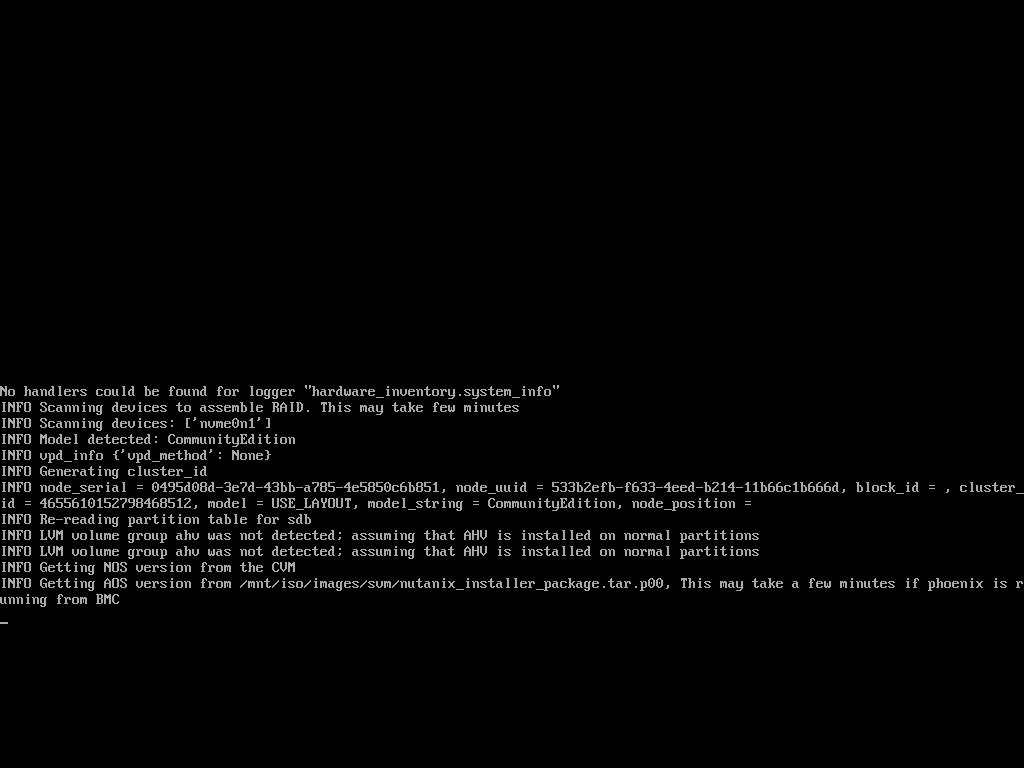 No handlers could be found for logger "hardware_inventory.system_info"
INFO Scanning devices to assemble RAID. This may take few minutes
INFO Scanning devices: ['nvme0n1']
INFO Model detected: CommunityEdition
INFO vpd_info {'vpd_method': None}
INFO Generating cluster_id
INFO node_serial = 0495d08d-3e7d-43bb-a785-4e5850c6b851, node_uuid = 533b2efb-f633-4eed-b214-11b66c1b666d, block_id = , cluster_
id = 4655610152798468512, model = USE_LAYOUT, model_string = CommunityEdition, node_position =
INFO Re-reading partition table for sdb
INFO LVM volume group ahv was not detected; assuming that AHV is installed on normal partitions
INFO LVM volume group ahv was not detected; assuming that AHV is installed on normal partitions
INFO Getting NOS version from the CVM
INFO Getting AOS version from /mnt/iso/images/svm/nutanix_installer_package.tar.p00, This may take a few minutes if phoenix is r
unning from BMC
_